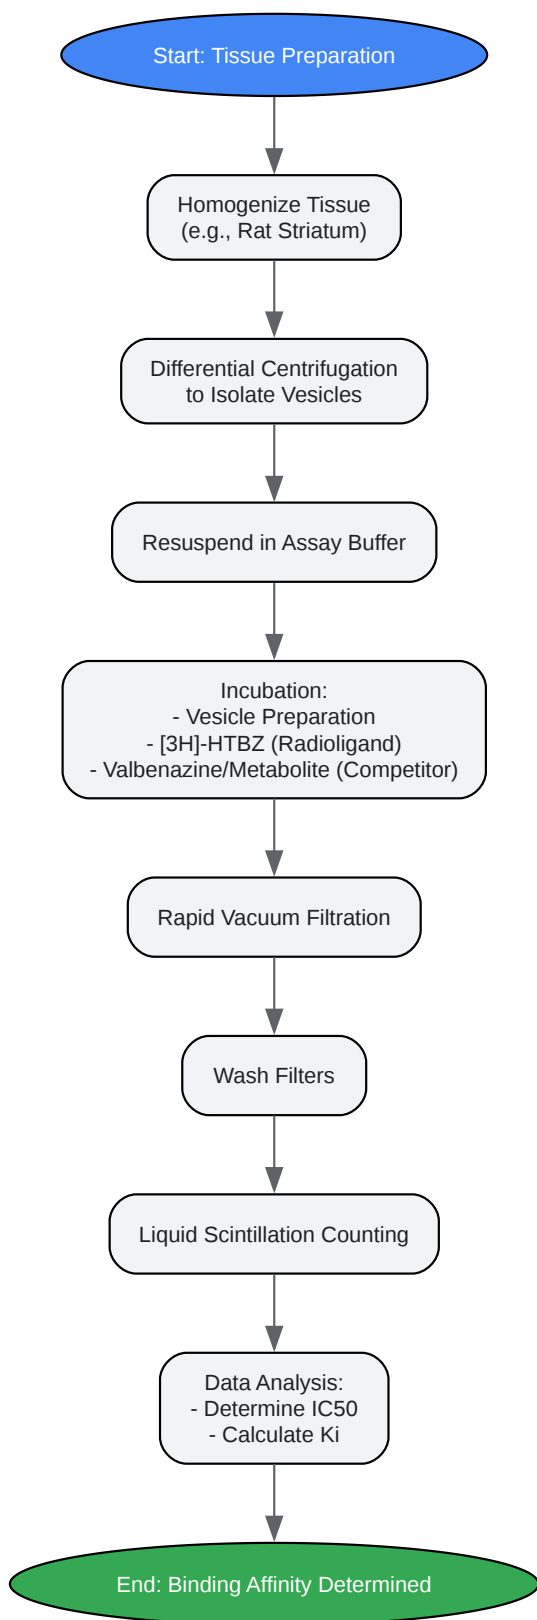 Start: Tissue Preparation
Homogenize Tissue
(e.g., Rat Striatum)
Differential Centrifugation
to Isolate Vesicles
Resuspend in Assay Buffer
Incubation:
- Vesicle Preparation
- [3H]-HTBZ (Radioligand)
- Valbenazine/Metabolite (Competitor)
Rapid Vacuum Filtration
Wash Filters
Liquid Scintillation Counting
Data Analysis:
- Determine IC50
- Calculate Ki
End: Binding Affinity Determined